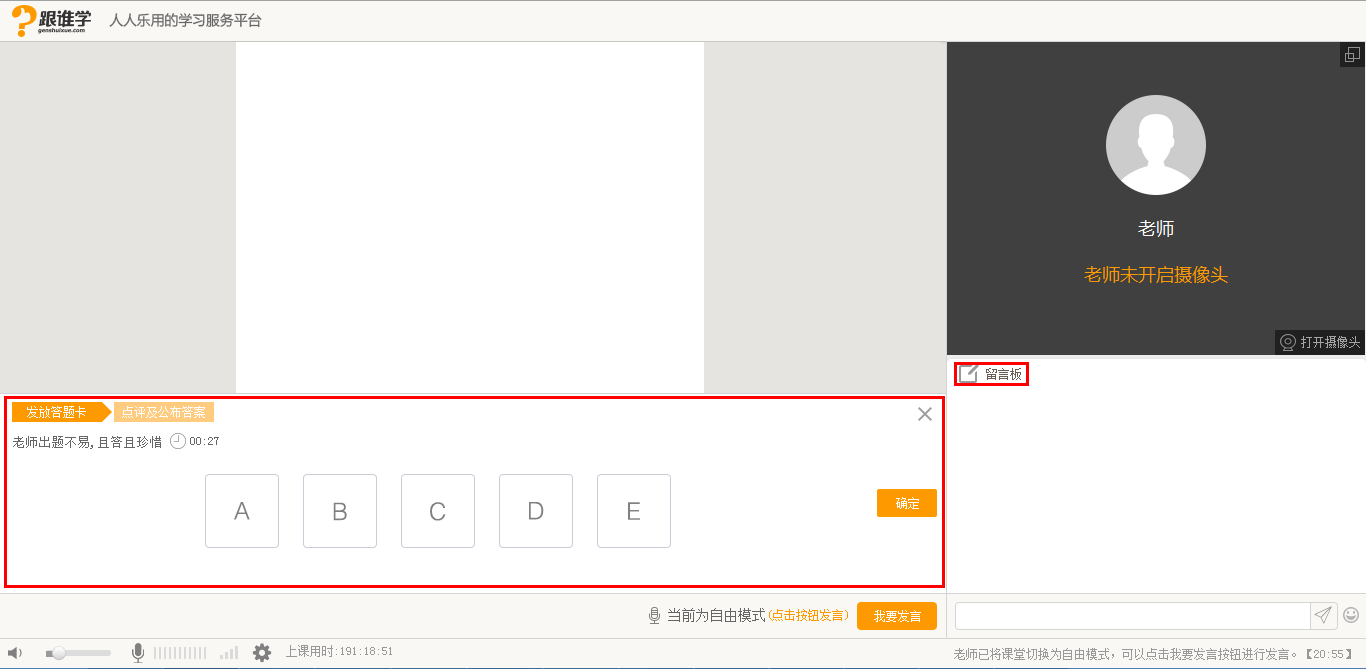 跟谁学
genshuixue.com
人人乐用的学习服务平台
老师
老师未开启摄像头
打开摄像头
留言板
发放答题卡 点评及公布答案
老师出题不易,且答且珍惜 00:27
A B C D E
确定
当前为自由模式(点击按钮发言) 我要发言
上课用时:191:18:51
老师已将课堂切换为自由模式，可以点击我要发言按钮进行发言。【20:55】